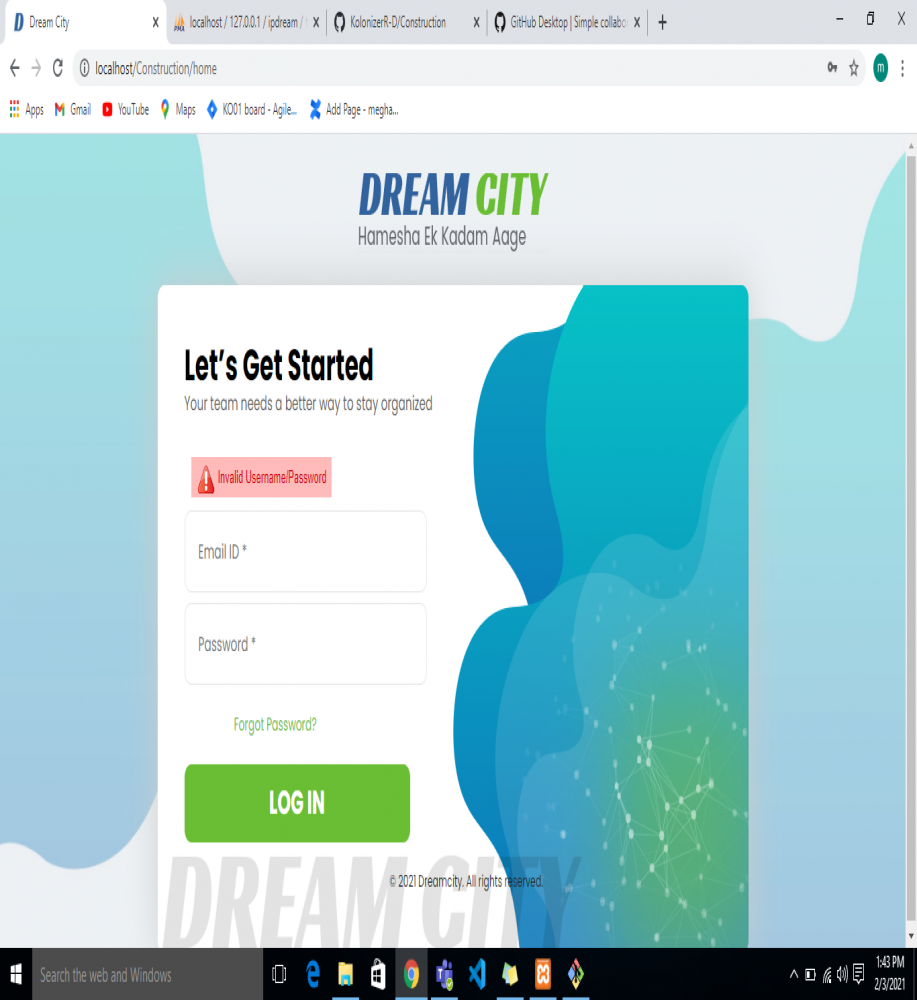 Dream City
localhost / 127.0.0.1 / ipdream /
KolonizerR-D/Construction
GitHub Desktop | Simple collabo
localhost/Construction/home
m
Apps
Gmail
YouTube
Maps
KO01 board - Agile...
Add Page - megha...
DREAM CITY
Hamesha Ek Kadam Aage
Let's Get Started
Your team needs a better way to stay organized
Invalid Username/Password
Email ID *
Password *
Forgot Password?
LOG IN
DREAM CITY
© 2021 Dreamcity. All rights reserved.
Search the web and Windows
1:43 PM
2/3/2021